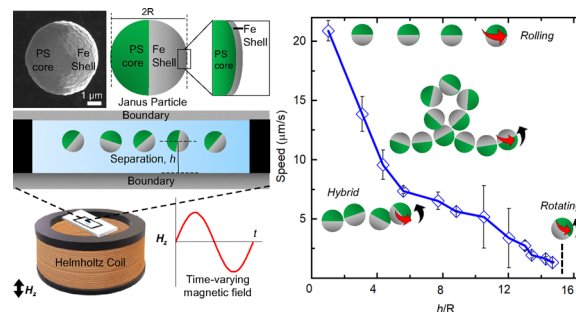 2R
Fe
Shell
PS
core
Fe
Shell
PS
core
Fe
Shell
PS
core
1 µm
Janus Particle
Boundary
Separation, h
Boundary
Helmholtz Coil
Hz
Hz
t
Time-varying
magnetic field
Speed (µm/s)
20
15
10
5
0
4
8
12
16
h/R
Rolling
Hybrid
Rotating